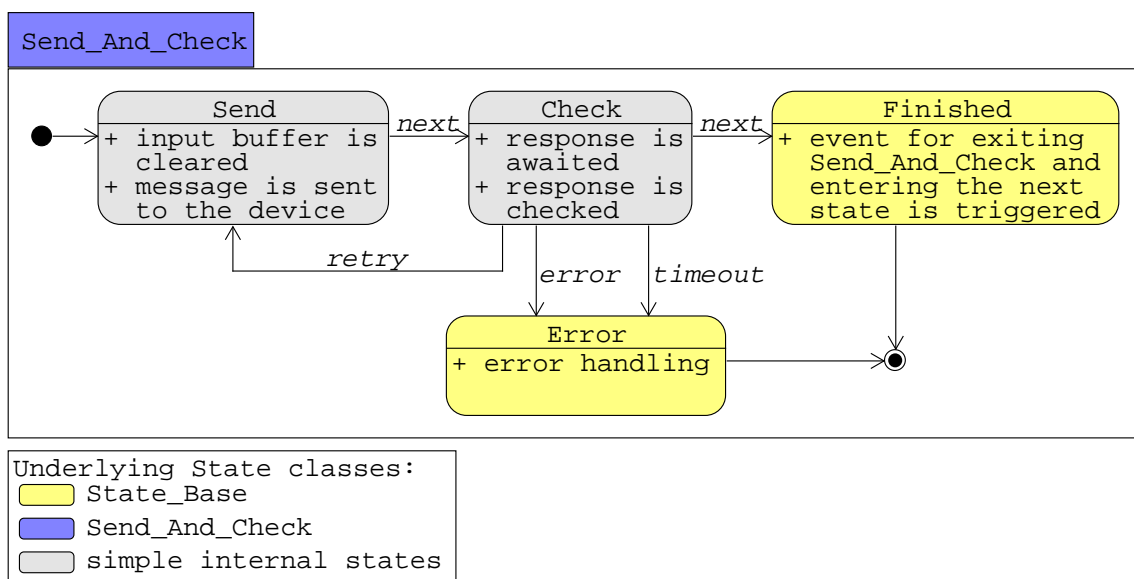 Send_And_Check
Send
+ input buffer is
cleared
+ message is sent
to the device
next
Check
+ response is
awaited
+ response is
checked
next
Finished
+ event for exiting
Send_And_Check and
entering the next
state is triggered
retry
error
timeout
Error
+ error handling
Underlying State classes:
State_Base
Send_And_Check
simple internal states